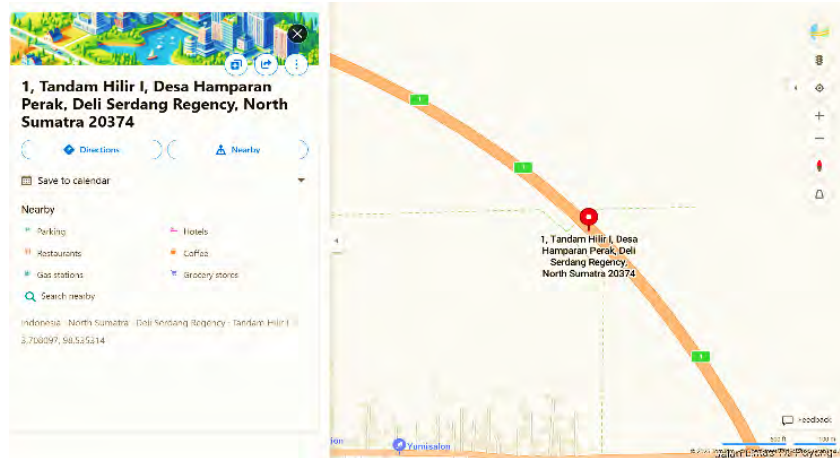 1, Tandam Hilir I, Desa Hamparan
Perak, Deli Serdang Regency, North
Sumatra 20374
Directions
Nearby
Save to calendar
Nearby
Parking
Hotels
Restaurants
Coffee
Gas stations
Grocery stores
Search nearby
Indonesia · North Sumatra · Deli Serdang Regency · Tandam Hilir I
3.708097, 98.535314
1
1
1, Tandam Hilir I, Desa
Hamparan Perak, Deli
Serdang Regency,
North Sumatra 20374
1
Feedback
Yumisalon